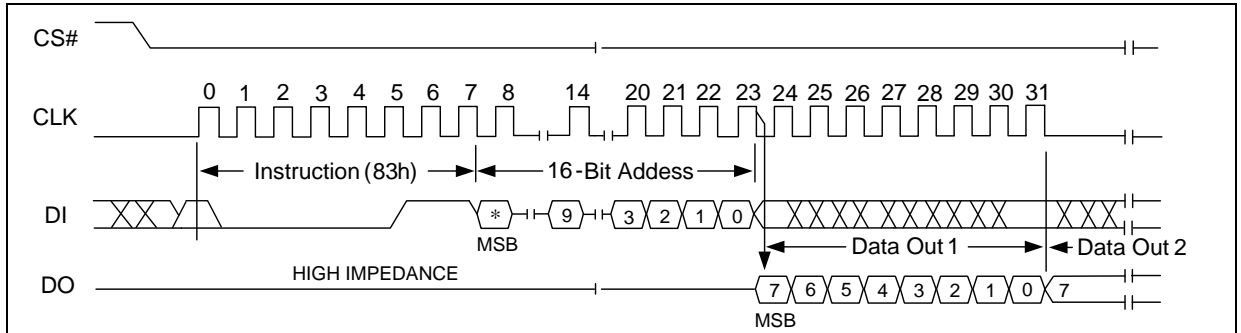 CS#
0 1 2 3 4 5 6 7 8 14 20 21 22 23 24 25 26 27 28 29 30 31
CLK
Instruction (83h) 16-Bit Addess
DI * 9 3 2 1 0
MSB
Data Out 1 Data Out 2
HIGH IMPEDANCE
DO 7 6 5 4 3 2 1 0 7
MSB